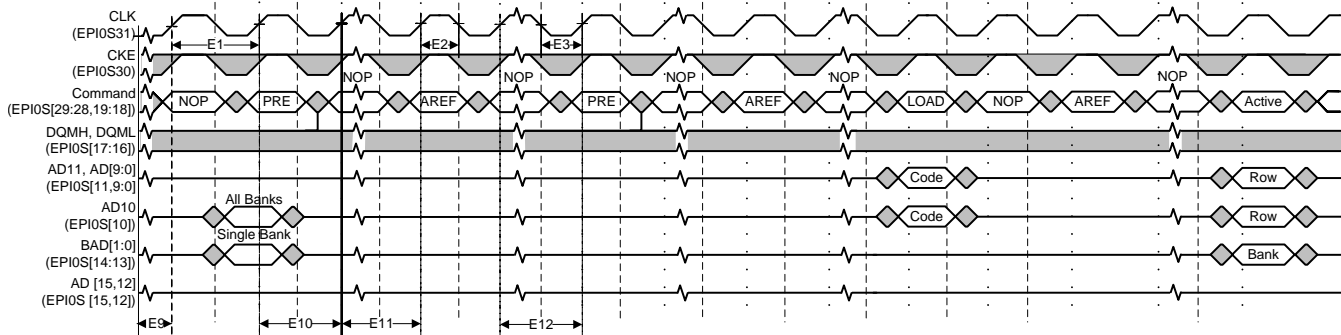 CLK
(EPI0S31)
E1
E2
E3
CKE
(EPI0S30)
NOP
NOP
NOP
NOP
NOP
Command
(EPI0S[29:28,19:18])
NOP
PRE
AREF
PRE
AREF
LOAD
NOP
AREF
Active
DQMH, DQML
(EPI0S[17:16])
AD11, AD[9:0]
(EPI0S[11,9:0]
Code
Row
AD10
(EPI0S[10])
All Banks
Code
Row
Single Bank
BAD[1:0]
(EPI0S[14:13])
Bank
AD [15,12]
(EPI0S [15,12])
E9
E10
E11
E12